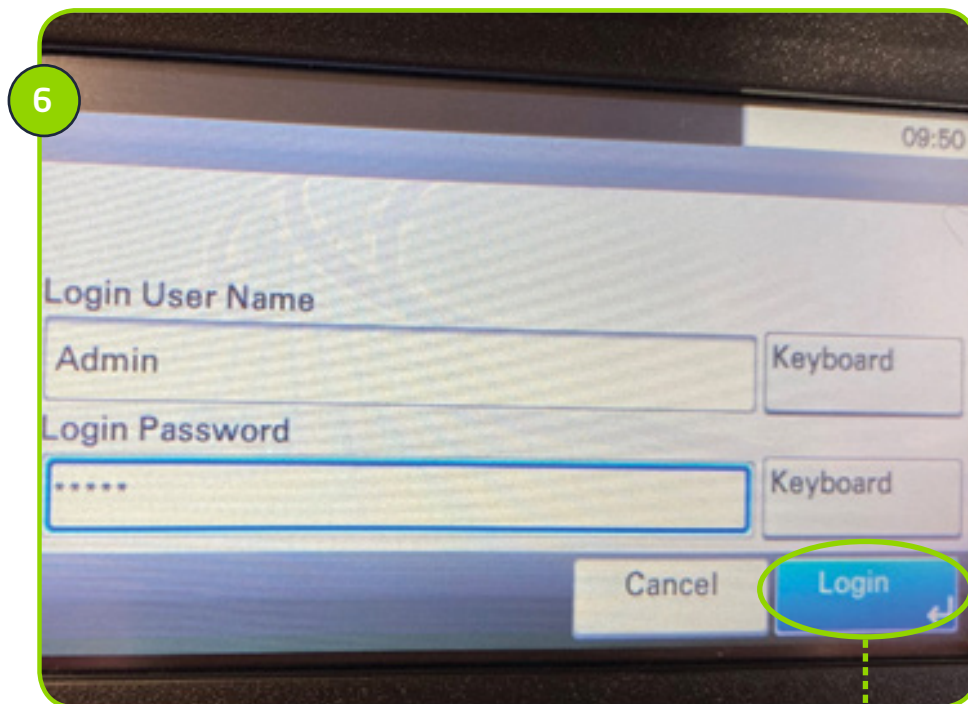 6
09:50
Login User Name
Admin
Keyboard
Login Password
*****
Keyboard
Cancel
Login